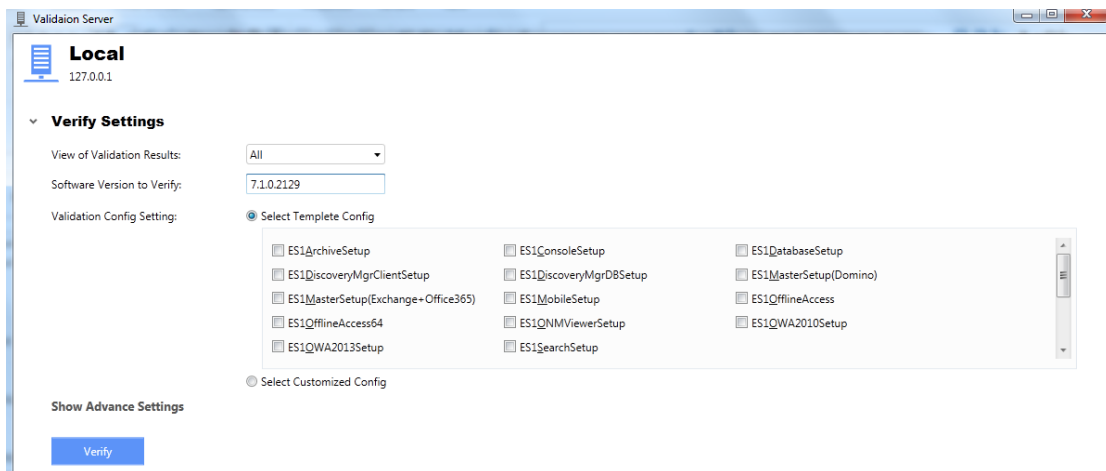 Validaion Server
Local
127.0.0.1
Verify Settings
View of Validation Results: All
Software Version to Verify: 7.1.0.2129
Validation Config Setting: Select Templete Config
ES1ArchiveSetup ES1ConsoleSetup ES1DatabaseSetup
ES1DiscoveryMgrClientSetup ES1DiscoveryMgrDBSetup ES1MasterSetup(Domino)
ES1MasterSetup(Exchange+Office365) ES1MobileSetup ES1OfflineAccess
ES1OfflineAccess64 ES1ONMViewerSetup ES1OWA2010Setup
ES1OWA2013Setup ES1SearchSetup
Select Customized Config
Show Advance Settings
Verify